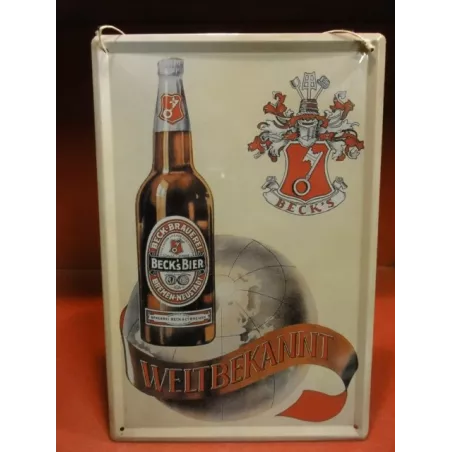 BECK'S
BECK-BRAUEREI
BECK'S BIER
BREMEN-NEUSTADT
WELTBEKANNT